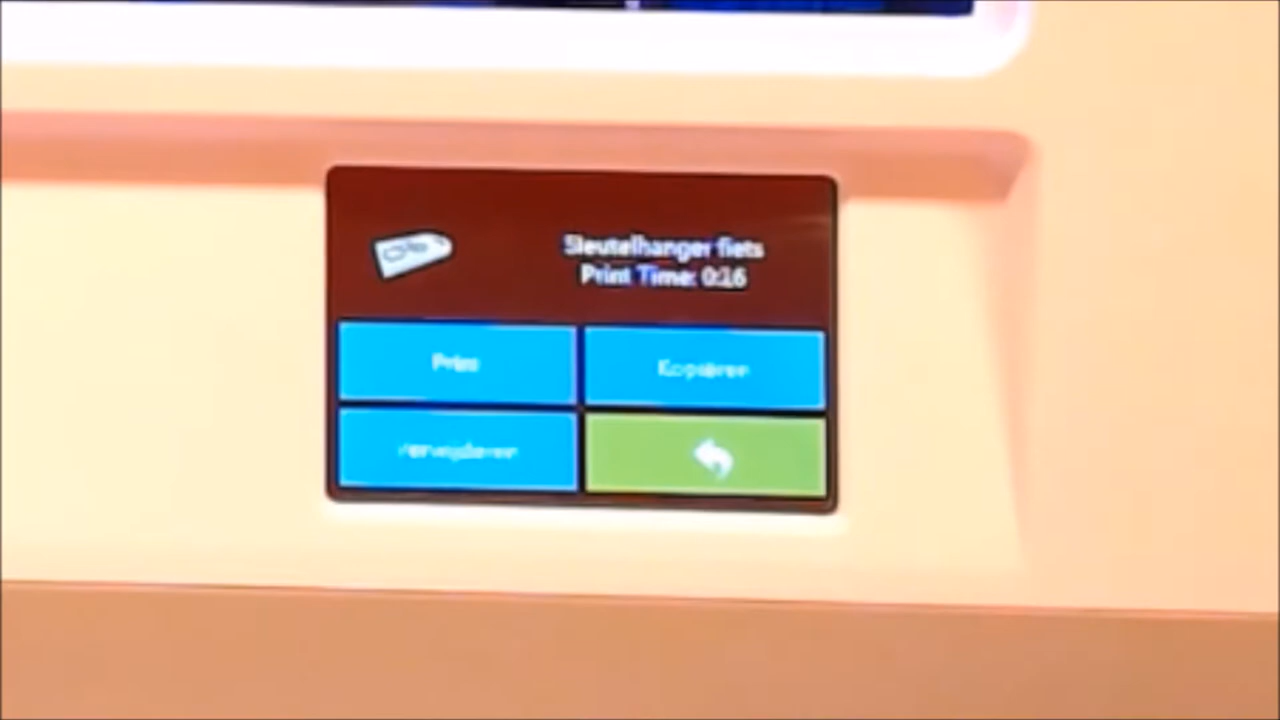 Sleutelhanger fiets
Print Time: 0:16
Print
Kopiëren
Verwijderen